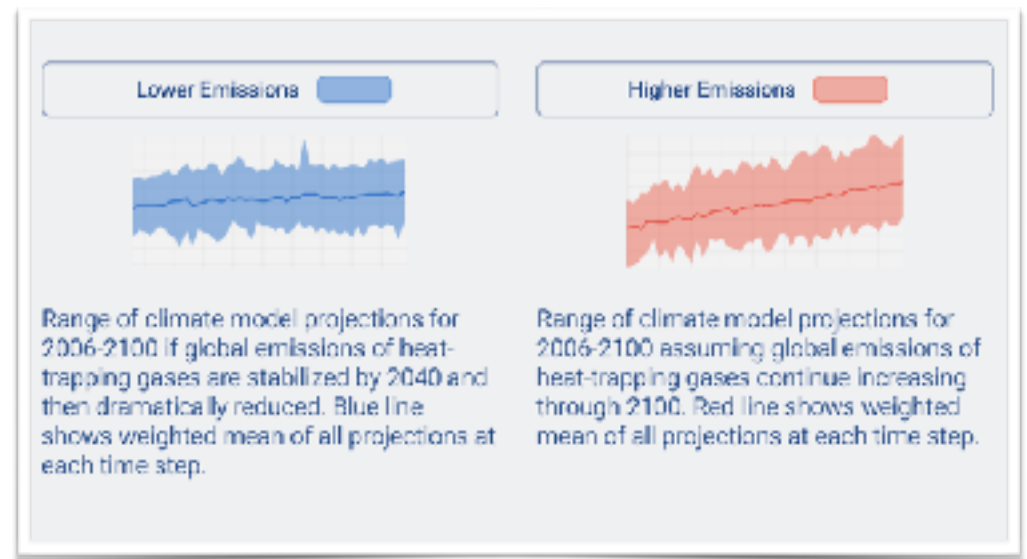 Lower Emissions
Higher Emissions
Range of climate model projections for
2006-2100 if global emissions of heat-
trapping gases are stabilized by 2040 and
then dramatically reduced. Blue line
shows weighted mean of all projections at
each time step.
Range of climate model projections for
2006-2100 assuming global emissions of
heat-trapping gases continue increasing
through 2100. Red line shows weighted
mean of all projections at each time step.